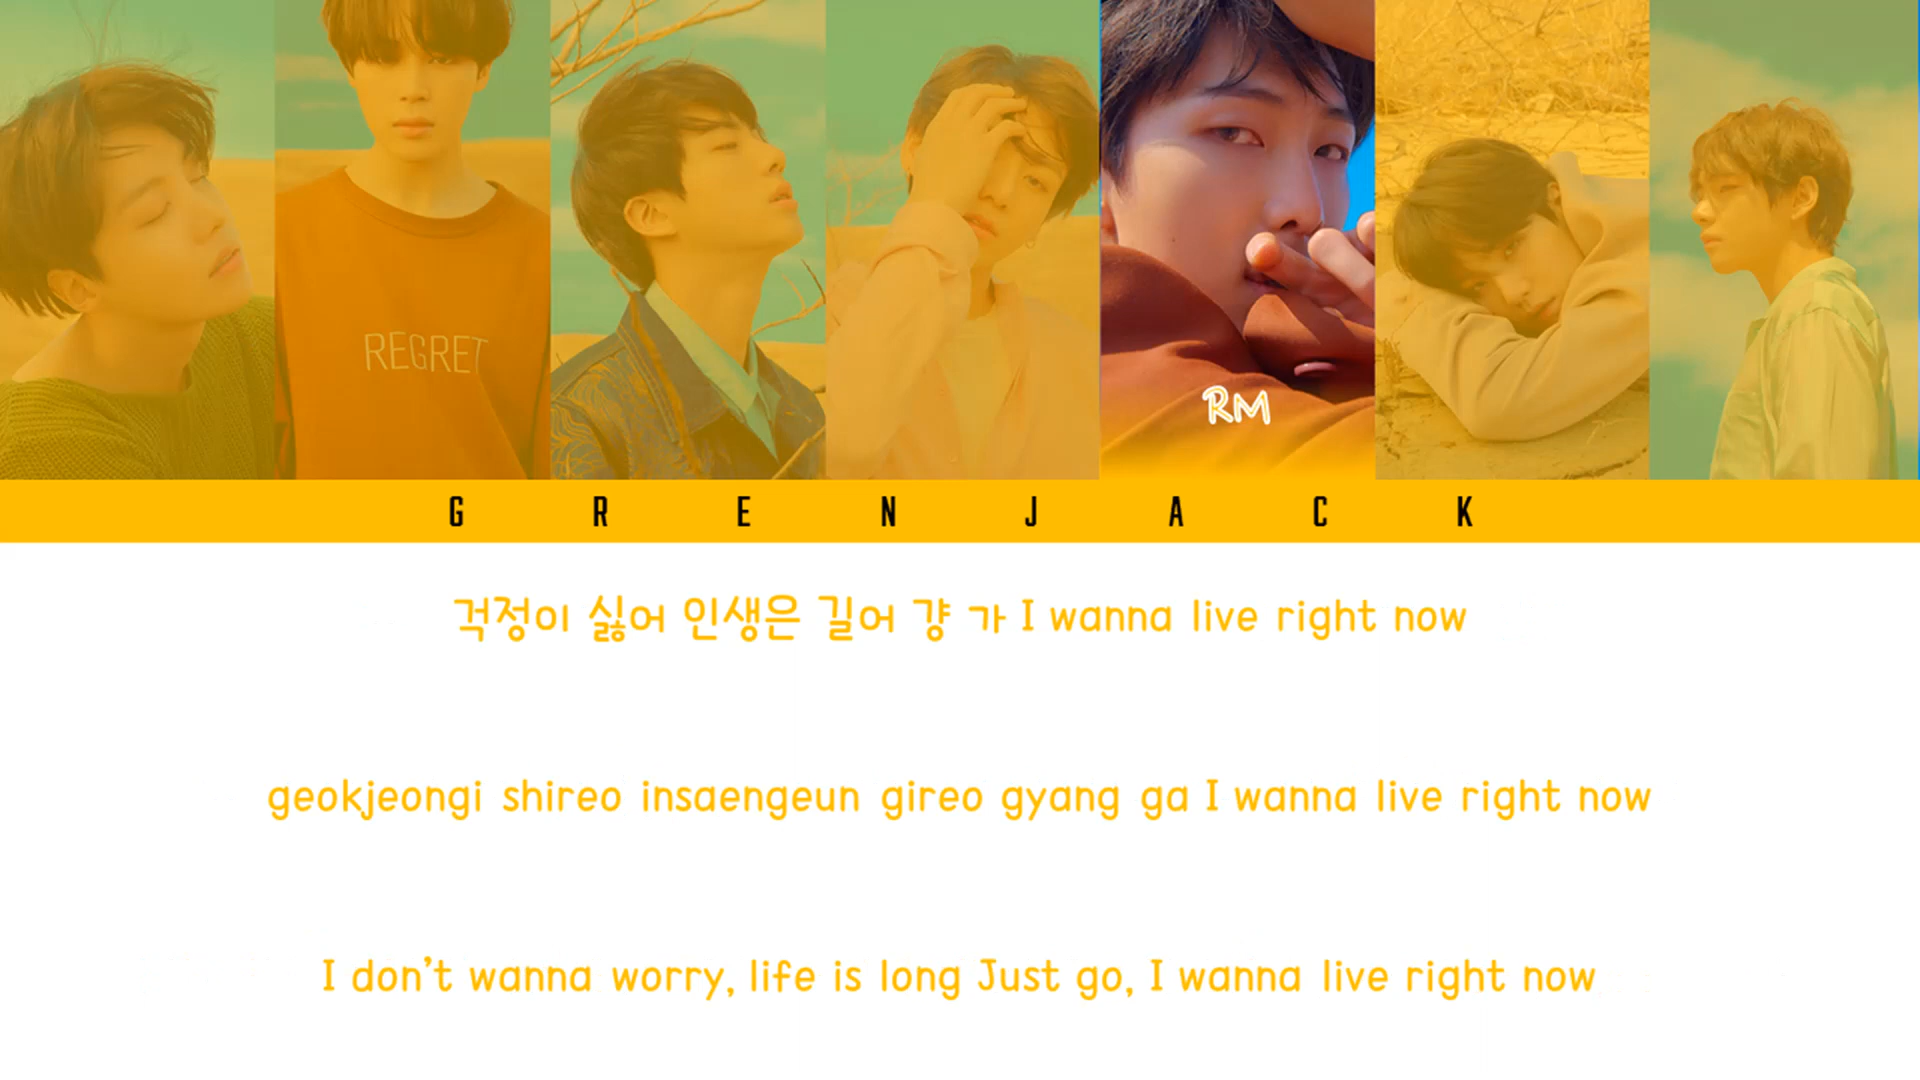 REGRET
RM
GRENJACK
걱정이 싫어 인생은 길어 걍 가 I wanna live right now
geokjeongi shireo insaengeun gireo gyang ga I wanna live right now
I don't wanna worry, life is long Just go, I wanna live right now